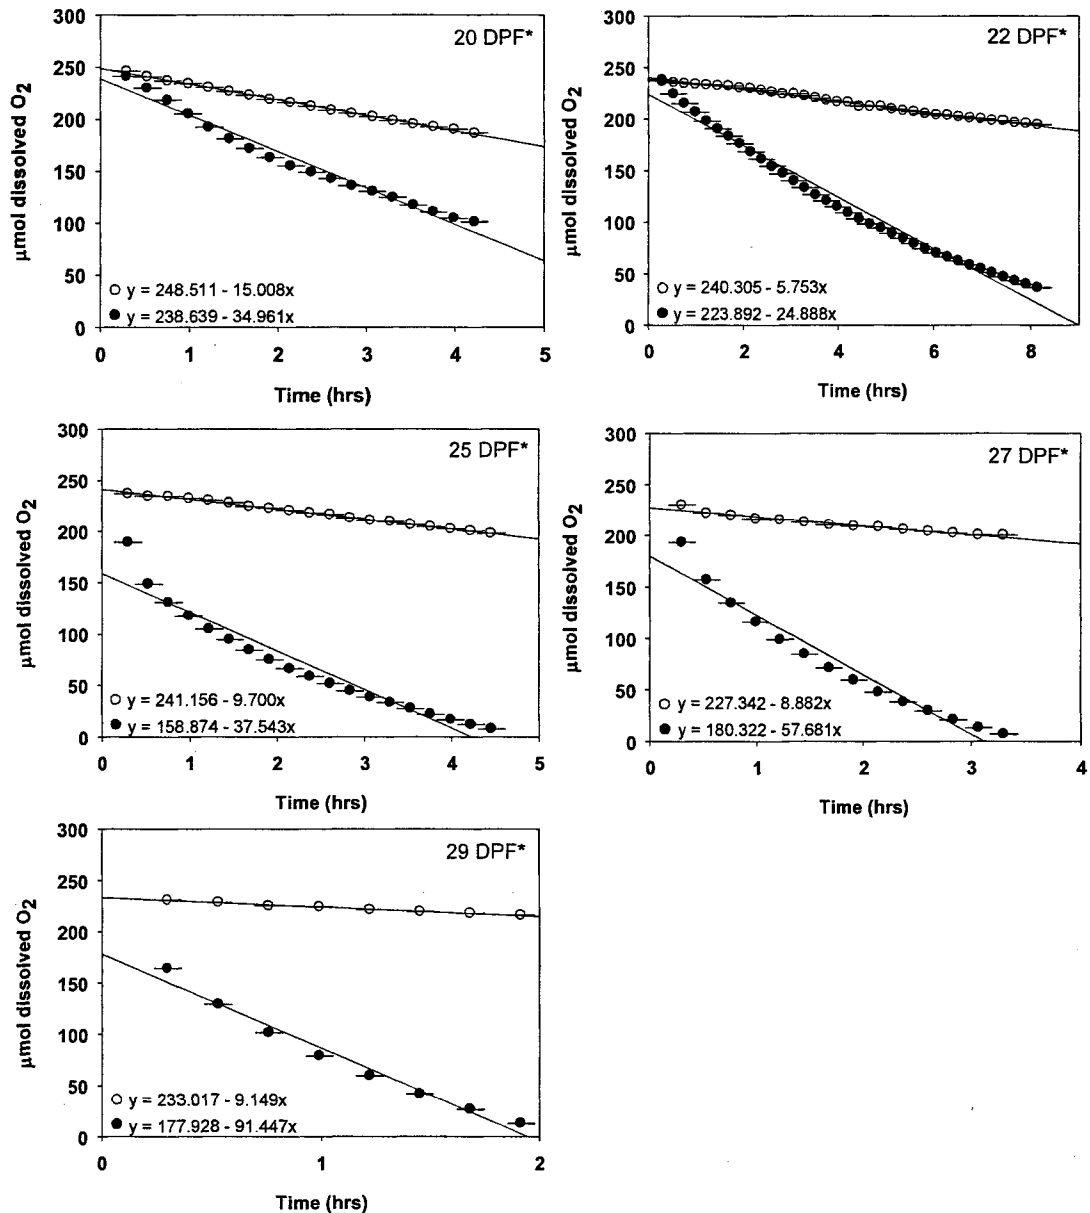 20 DPF*
300
250
200
150
100
50
0
μmol dissolved O2
○ y = 248.511 - 15.008x
● y = 238.639 - 34.961x
0 1 2 3 4 5
Time (hrs)
22 DPF*
300
250
200
150
100
50
0
μmol dissolved O2
○ y = 240.305 - 5.753x
● y = 223.892 - 24.888x
0 2 4 6 8
Time (hrs)
25 DPF*
300
250
200
150
100
50
0
μmol dissolved O2
○ y = 241.156 - 9.700x
● y = 158.874 - 37.543x
0 1 2 3 4 5
Time (hrs)
27 DPF*
300
250
200
150
100
50
0
μmol dissolved O2
○ y = 227.342 - 8.882x
● y = 180.322 - 57.681x
0 1 2 3 4
Time (hrs)
29 DPF*
300
250
200
150
100
50
0
μmol dissolved O2
○ y = 233.017 - 9.149x
● y = 177.928 - 91.447x
0 1 2
Time (hrs)